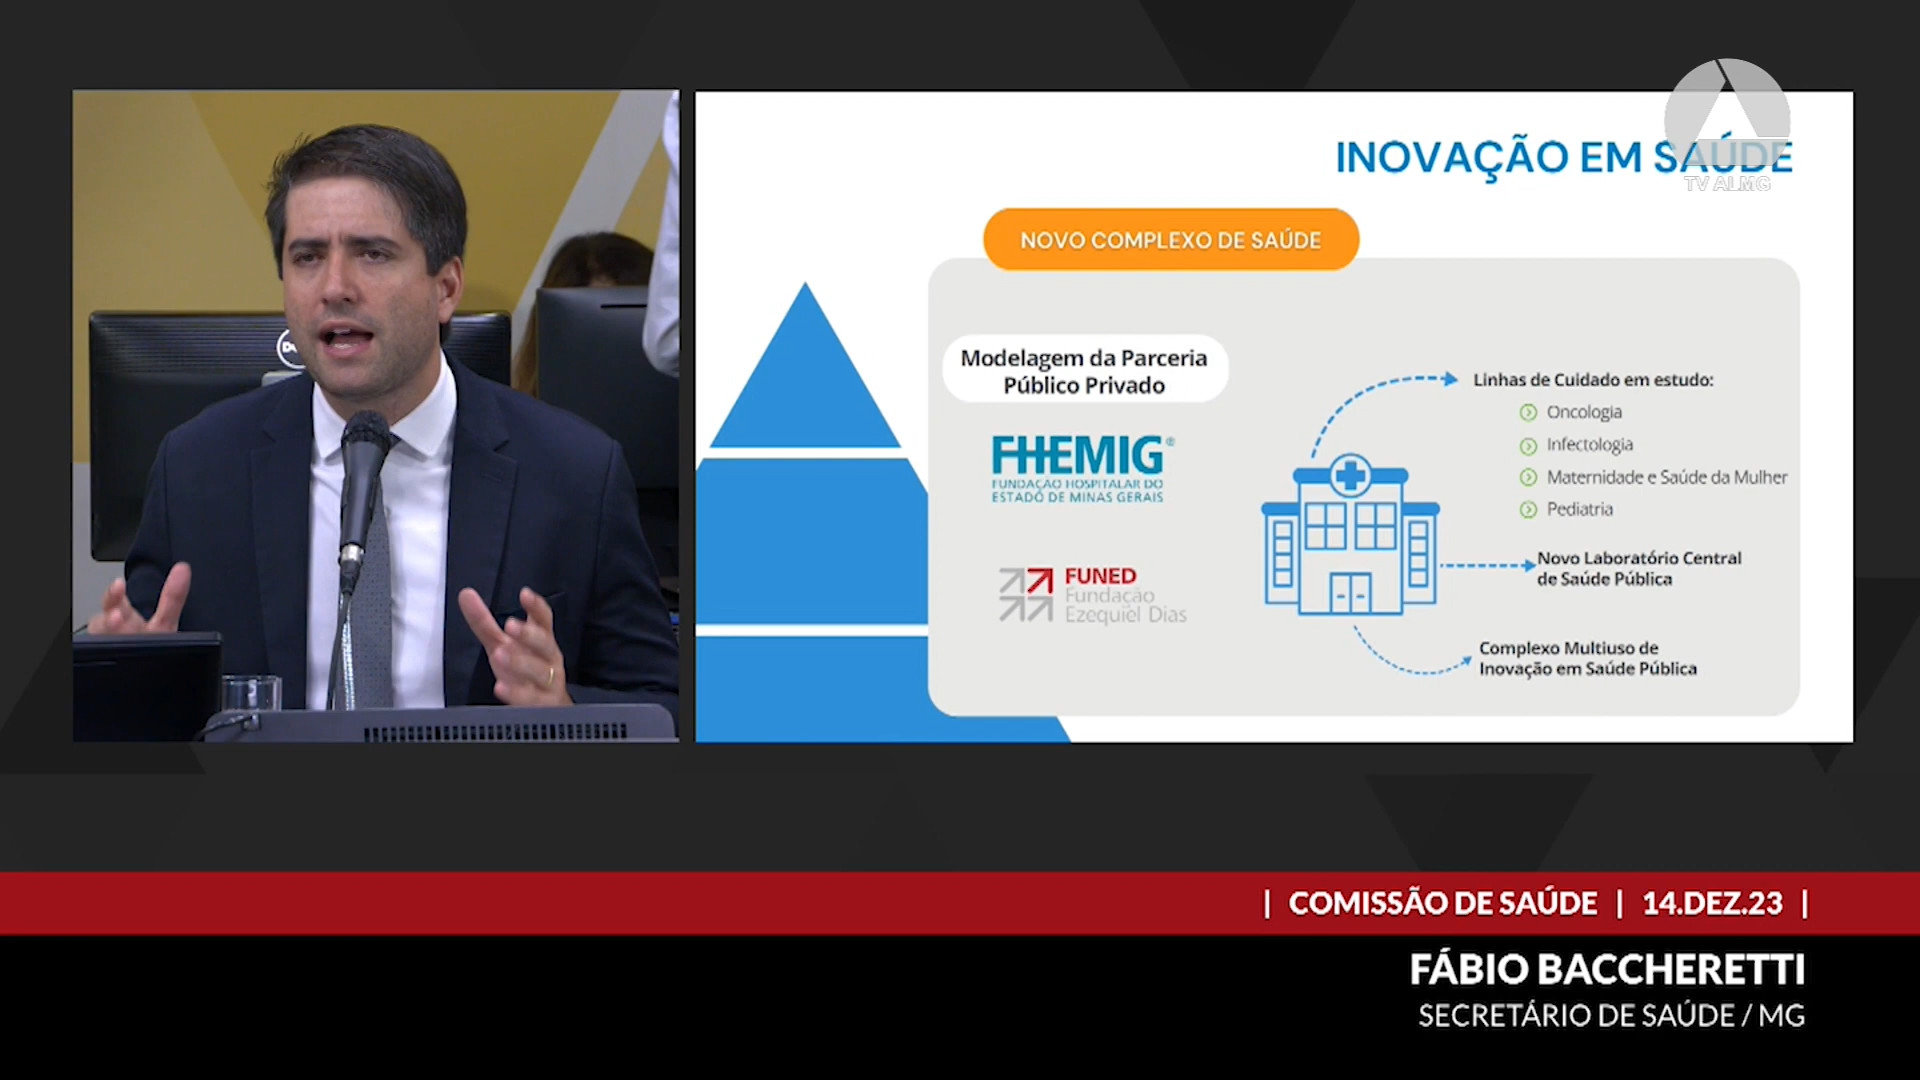 INOVAÇÃO EM SAÚDE
TV ALMG
NOVO COMPLEXO DE SAÚDE
Modelagem da Parceria
Público Privado
FHEMIG®
FUNDAÇÃO HOSPITALAR DO
ESTADO DE MINAS GERAIS
FUNED
Fundação
Ezequiel Dias
Linhas de Cuidado em estudo:
Oncologia
Infectologia
Maternidade e Saúde da Mulher
Pediatria
Novo Laboratório Central
de Saúde Pública
Complexo Multiuso de
Inovação em Saúde Pública
| COMISSÃO DE SAÚDE | 14.DEZ.23 |
FÁBIO BACCHERETTI
SECRETÁRIO DE SAÚDE / MG